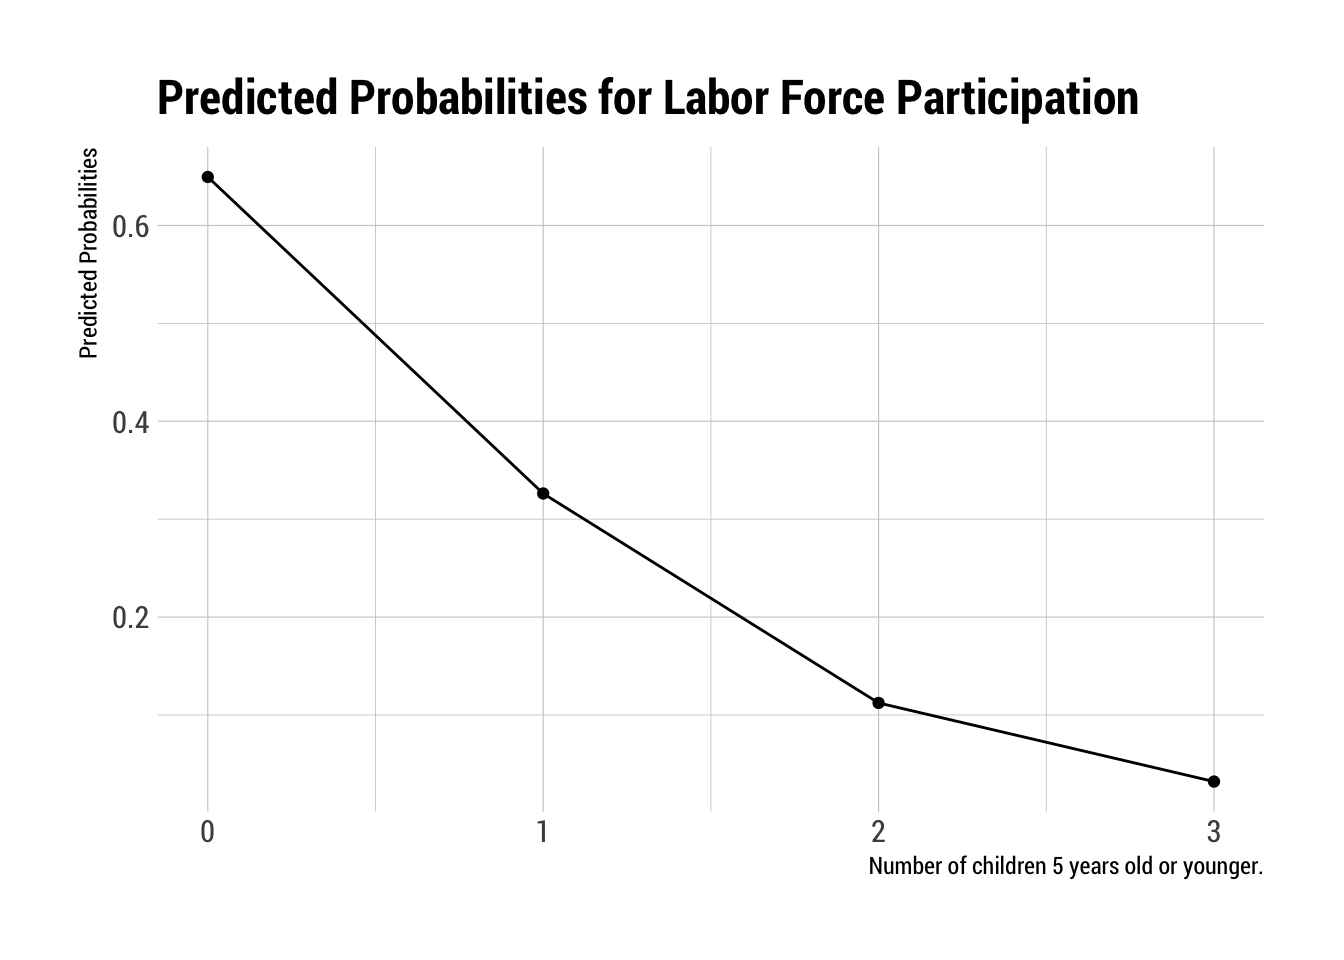 Predicted Probabilities for Labor Force Participation
Predicted Probabilities
0.6
0.4
0.2
0 1 2 3
Number of children 5 years old or younger.